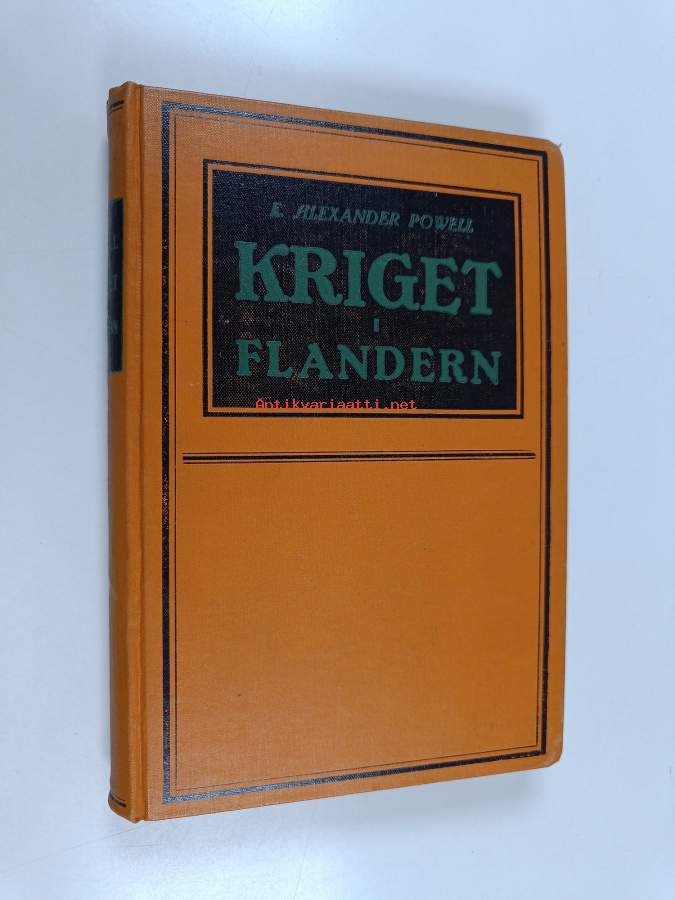 E. ALEXANDER POWELL
KRIGET
I
FLANDERN
Antikvariaatti.net